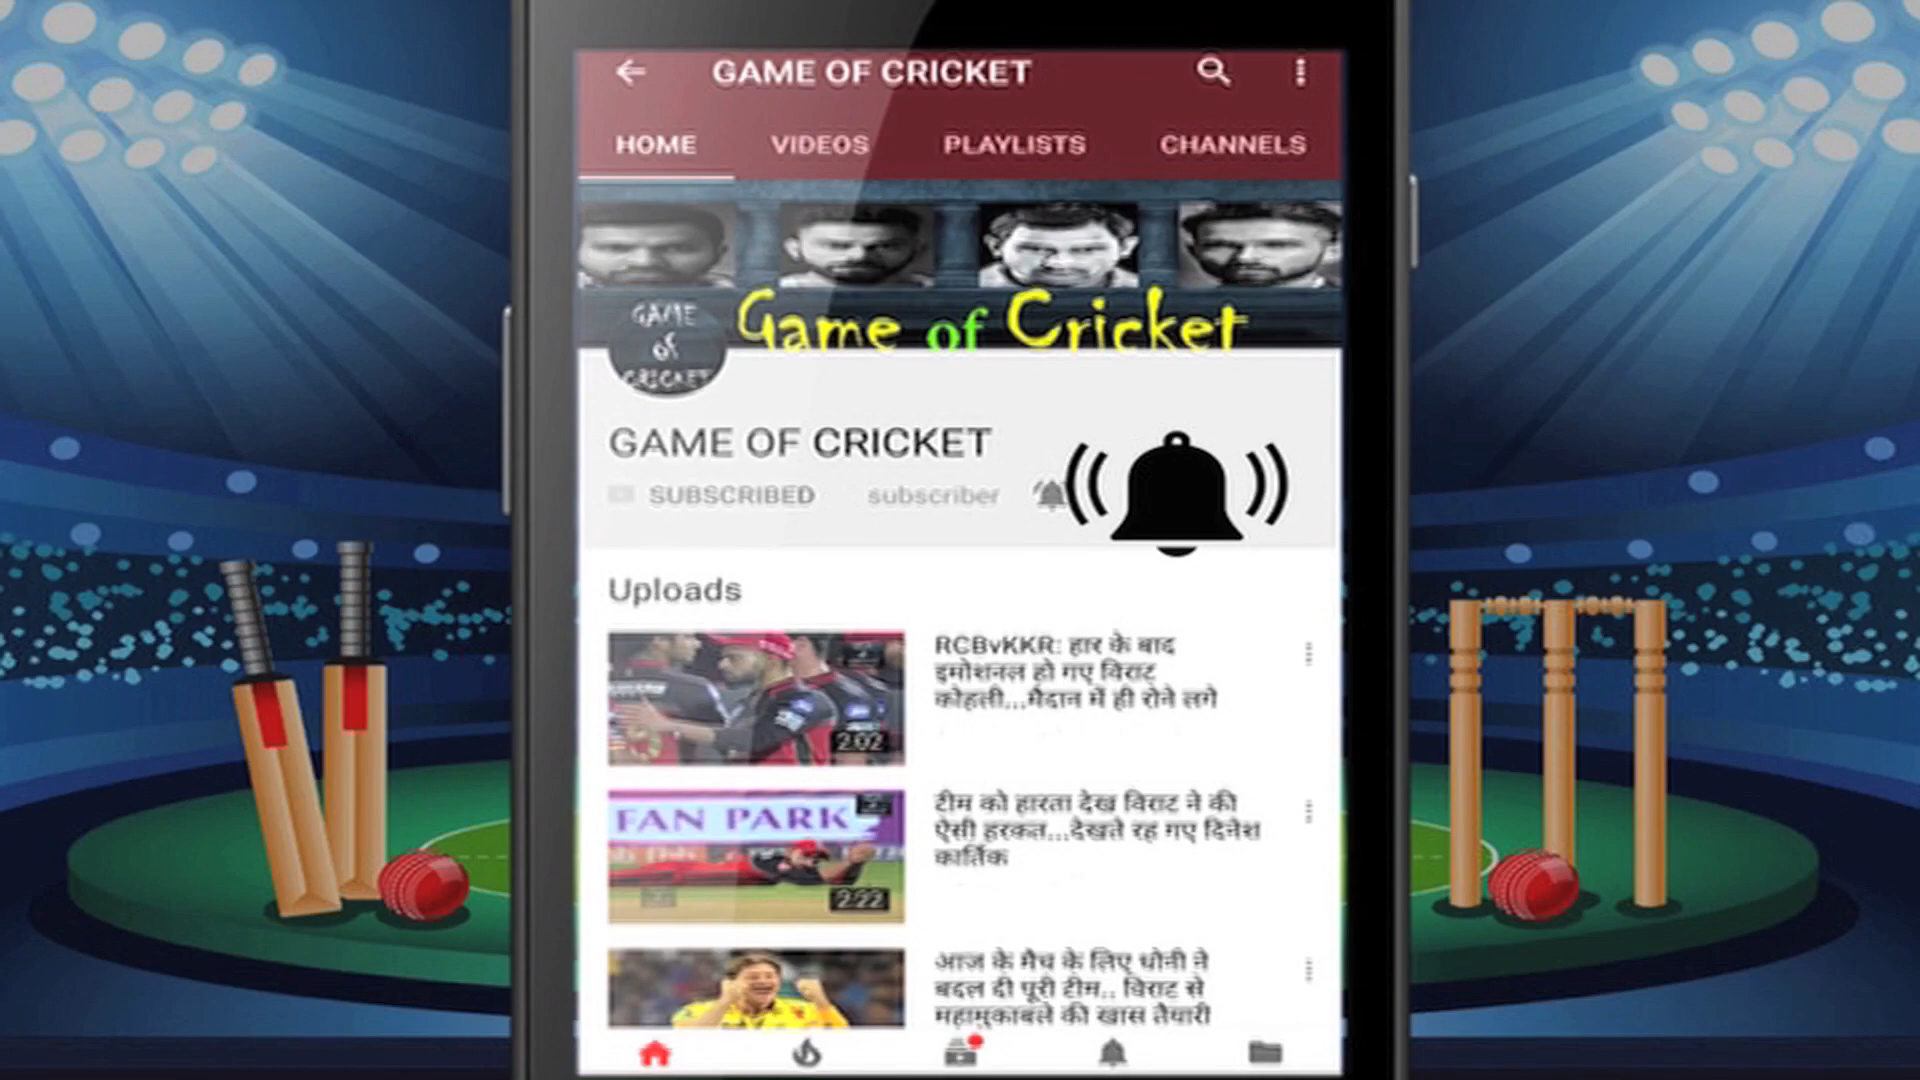 GAME OF CRICKET
HOME VIDEOS PLAYLISTS CHANNELS
Game of Cricket
GAME
of
CRICKET
GAME OF CRICKET
SUBSCRIBED subscriber
Uploads
RCBvKKR: हार के बाद
इमोशनल हो गए विराट
कोहली...मैदान में ही रोने लगे
2:02
FAN PARK
टीम को हारता देख विराट ने की
ऐसी हरकत...देखते रह गए दिनेश
कार्तिक
2:22
आज के मैच के लिए धोनी ने
बदल दी पूरी टीम.. विराट से
महामुकाबले की खास तैयारी